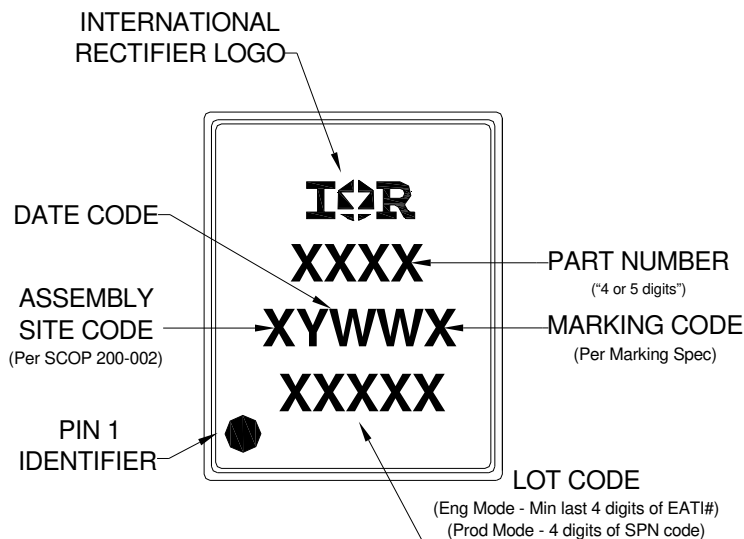 INTERNATIONAL
RECTIFIER LOGO
IOR
DATE CODE
XXXX
PART NUMBER
(“4 or 5 digits”)
ASSEMBLY
SITE CODE
(Per SCOP 200-002)
XYWWX
MARKING CODE
(Per Marking Spec)
XXXXX
PIN 1
IDENTIFIER
LOT CODE
(Eng Mode - Min last 4 digits of EATI#)
(Prod Mode - 4 digits of SPN code)